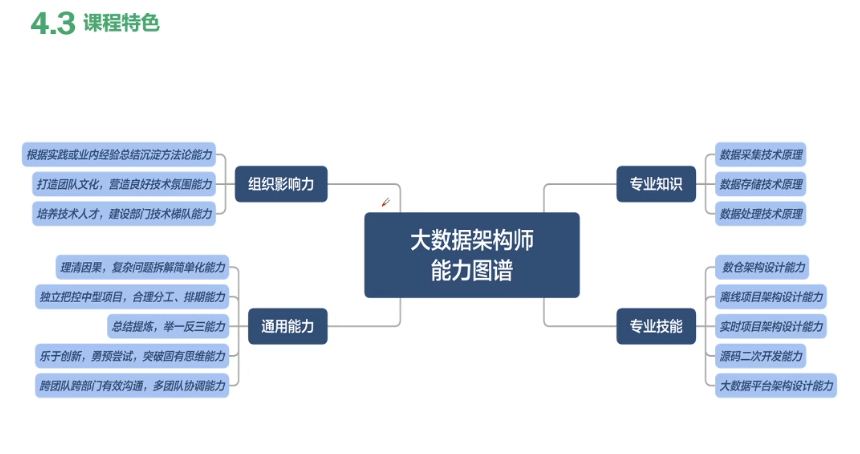 4.3 课程特色
根据实践或业内经验总结沉淀方法论能力
打造团队文化，营造良好技术氛围能力
培养技术人才，建设部门技术梯队能力
组织影响力
理清因果，复杂问题拆解简单化能力
独立把控中型项目，合理分工、排期能力
总结提炼，举一反三能力
乐于创新，勇预尝试，突破固有思维能力
跨团队跨部门有效沟通，多团队协调能力
通用能力
大数据架构师
能力图谱
专业知识
数据采集技术原理
数据存储技术原理
数据处理技术原理
专业技能
数仓架构设计能力
离线项目架构设计能力
实时项目架构设计能力
源码二次开发能力
大数据平台架构设计能力